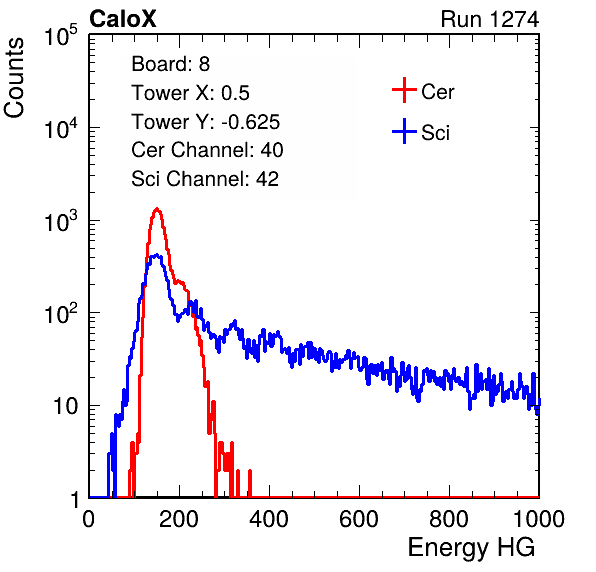 CaloX Run 1274
Counts
10^5
10^4
10^3
10^2
10
1
Board: 8
Tower X: 0.5
Tower Y: -0.625
Cer Channel: 40
Sci Channel: 42
Cer
Sci
0 200 400 600 800 1000
Energy HG